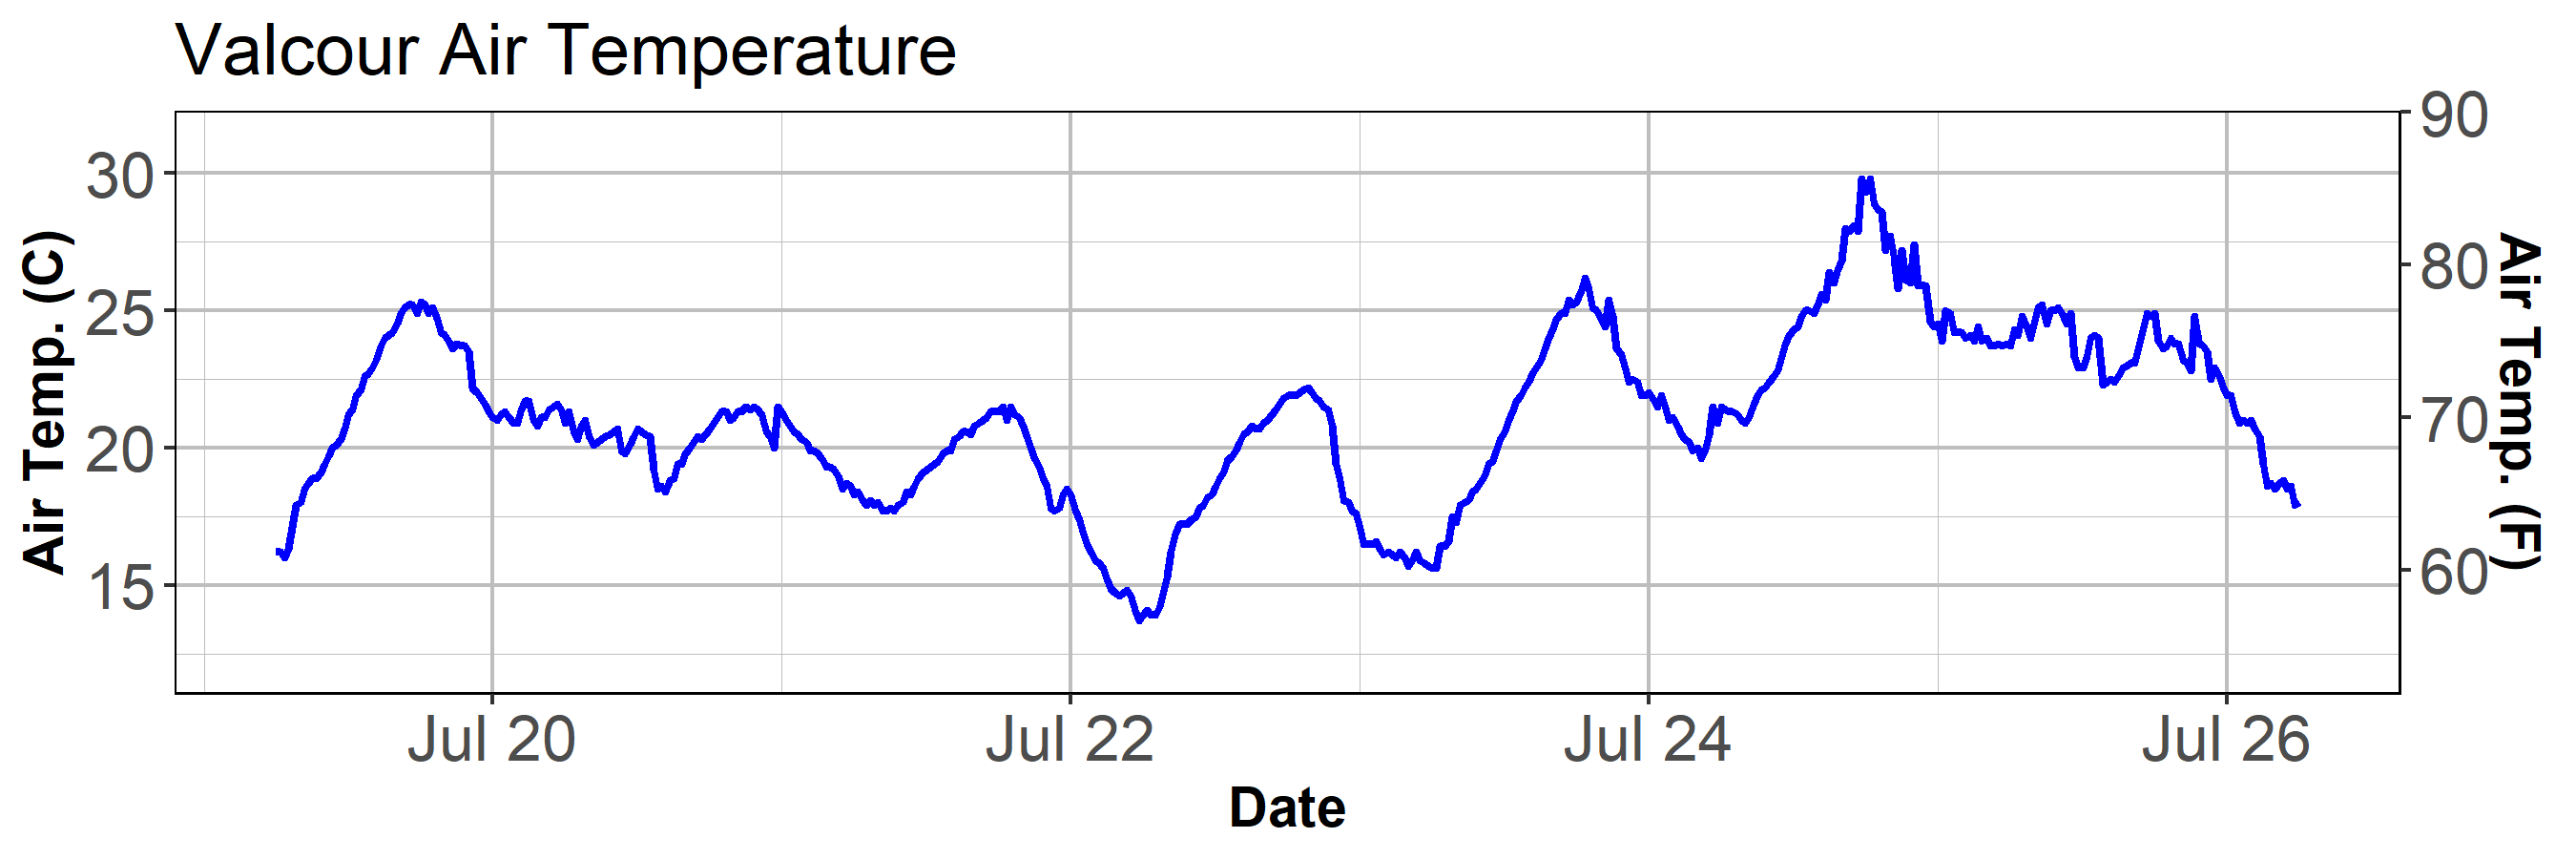 Valcour Air Temperature
Air Temp. (C)
30
25
20
15
90
80
70
60
Air Temp. (F)
Jul 20
Jul 22
Jul 24
Jul 26
Date